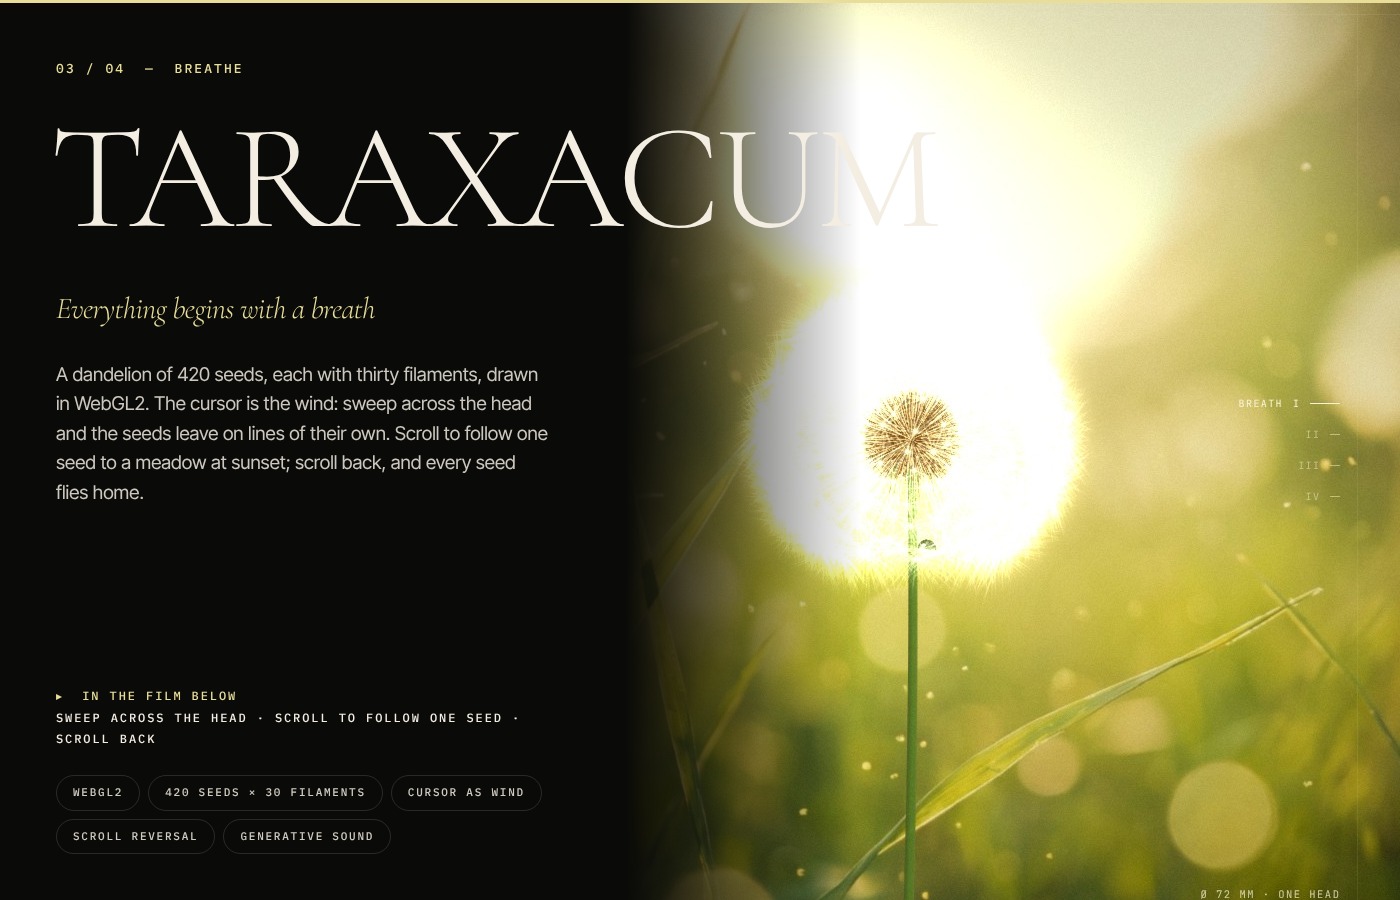 03 / 04 — BREATHE
TARAXACUM
Everything begins with a breath
A dandelion of 420 seeds, each with thirty filaments, drawn
in WebGL2. The cursor is the wind: sweep across the head
and the seeds leave on lines of their own. Scroll to follow one
seed to a meadow at sunset; scroll back, and every seed
flies home.
BREATH I
II
III
IV
▸ IN THE FILM BELOW
SWEEP ACROSS THE HEAD · SCROLL TO FOLLOW ONE SEED ·
SCROLL BACK
WEBGL2
420 SEEDS × 30 FILAMENTS
CURSOR AS WIND
SCROLL REVERSAL
GENERATIVE SOUND
Ø 72 MM · ONE HEAD